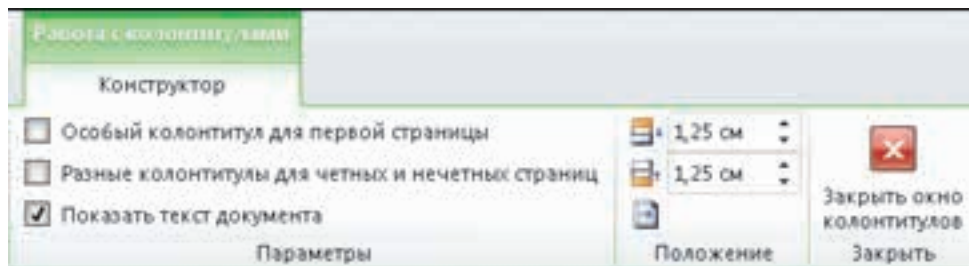 Работа с колонтитулами
Конструктор
Особый колонтитул для первой страницы
Разные колонтитулы для четных и нечетных страниц
Показать текст документа
Параметры
1,25 см
1,25 см
Положение
Закрыть окно
колонтитулов
Закрыть